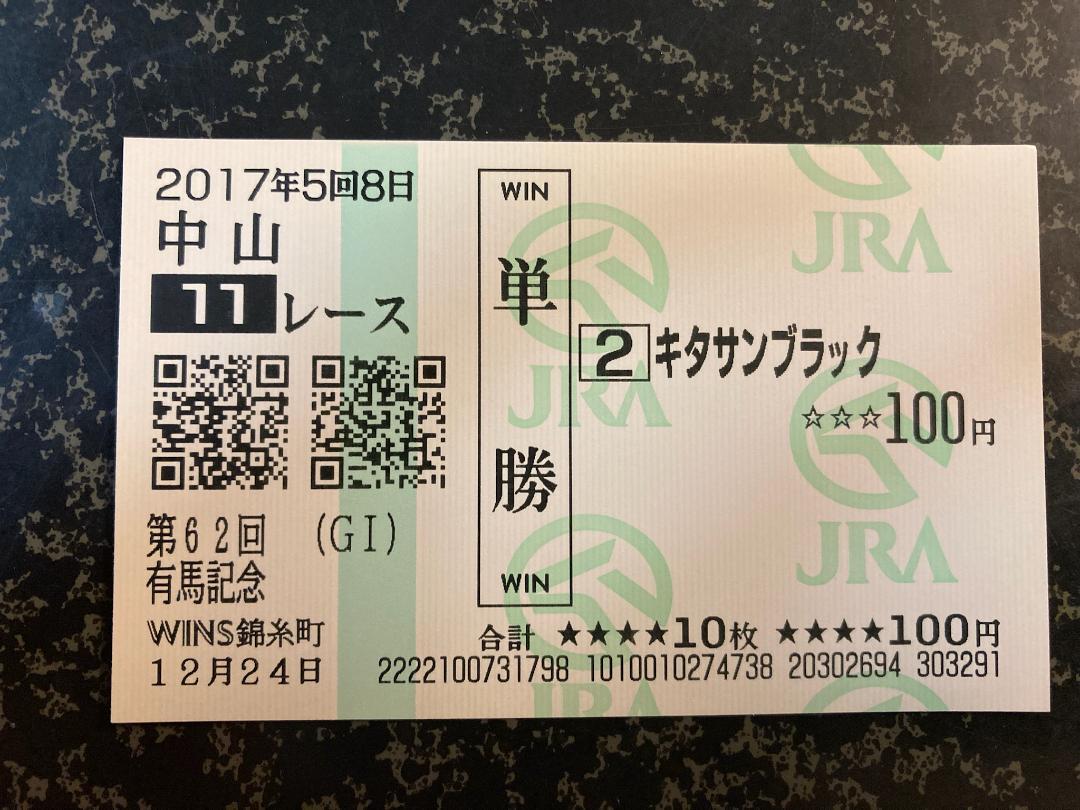 2017年5回8日
中山
11レース
第62回 (GI)
有馬記念
WINS錦糸町
12月24日
WIN
単勝
WIN
2 キタサンブラック
☆☆☆100円
合計 ★★★★10枚 ★★★★100円
2222100731798 1010010274738 20302694 303291
JRA
JRA
JRA
JRA